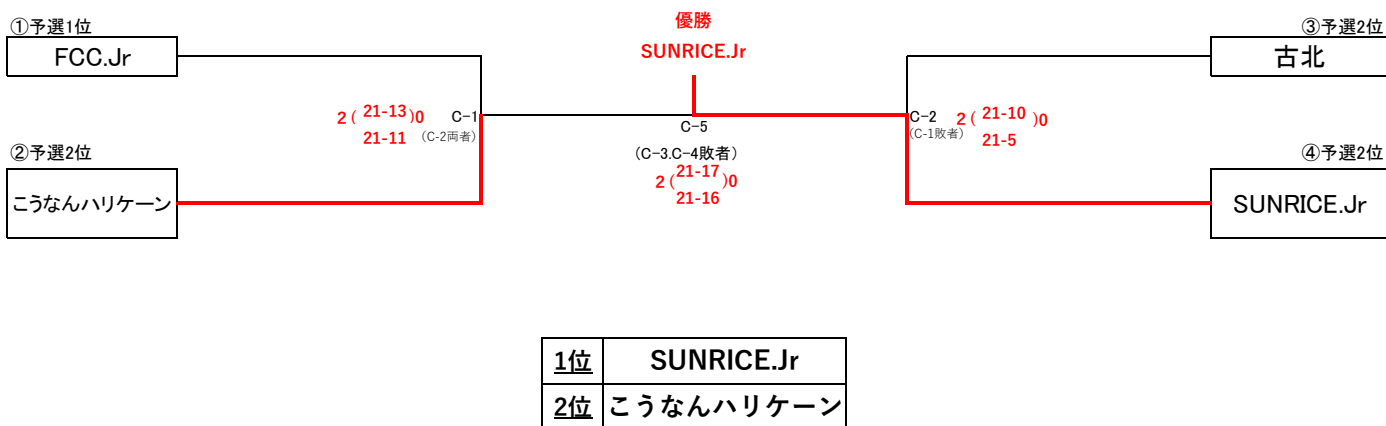 ①予選1位
FCC.Jr
優勝
SUNRICE.Jr
③予選2位
古北
2 ( 21-13 )0
21-11
C-1
(C-2両者)
C-5
(C-3.C-4敗者)
2 ( 21-17 )0
21-16
C-2
(C-1敗者)
2 ( 21-10 )0
21-5
②予選2位
こうなんハリケーン
④予選2位
SUNRICE.Jr
1位 SUNRICE.Jr
2位 こうなんハリケーン